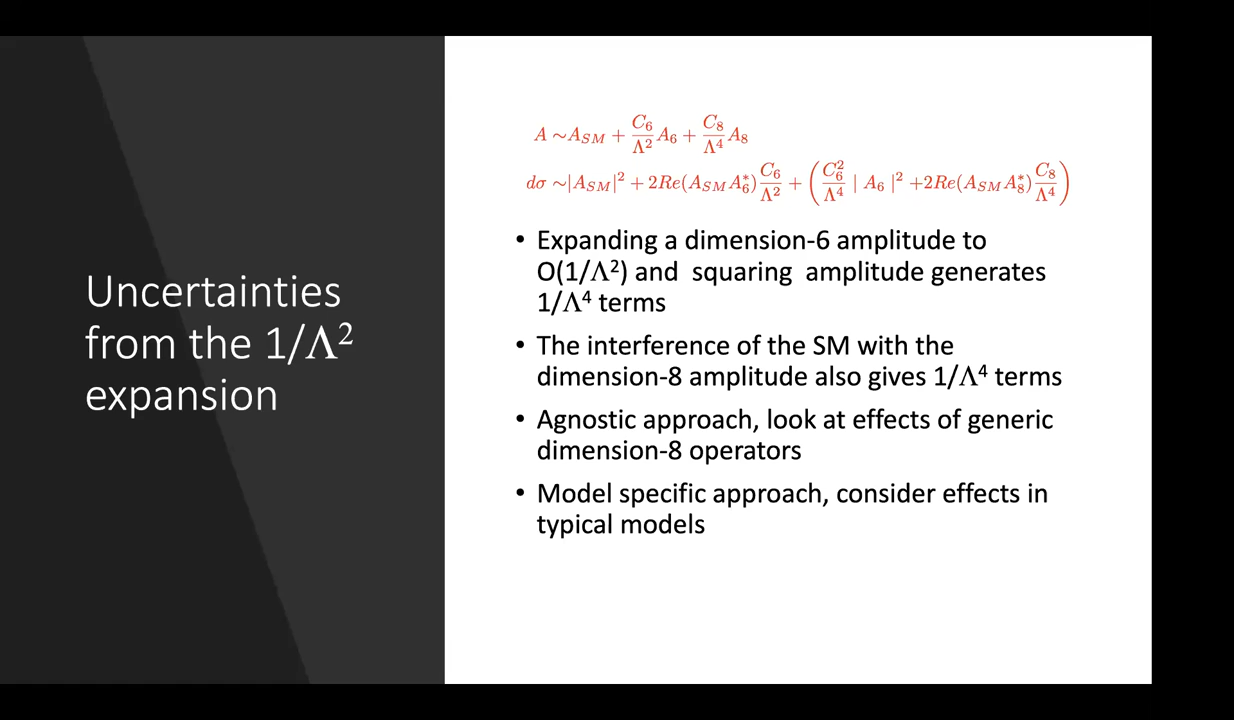 Uncertainties
from the 1/Λ²
expansion
A ~A_{SM} + \frac{C_6}{Λ^2} A_6 + \frac{C_8}{Λ^4} A_8
dσ ~|A_{SM}|^2 + 2Re(A_{SM} A_6^*) \frac{C_6}{Λ^2} + \left( \frac{C_6^2}{Λ^4} | A_6 |^2 +2Re(A_{SM} A_8^*) \frac{C_8}{Λ^4} \right)
• Expanding a dimension-6 amplitude to
O(1/Λ²) and squaring amplitude generates
1/Λ⁴ terms
• The interference of the SM with the
dimension-8 amplitude also gives 1/Λ⁴ terms
• Agnostic approach, look at effects of generic
dimension-8 operators
• Model specific approach, consider effects in
typical models